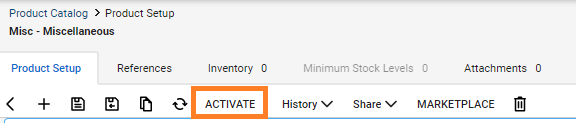 Product Catalog > Product Setup
Misc - Miscellaneous
Product Setup References Inventory 0 Minimum Stock Levels 0 Attachments 0
ACTIVATE History Share MARKETPLACE